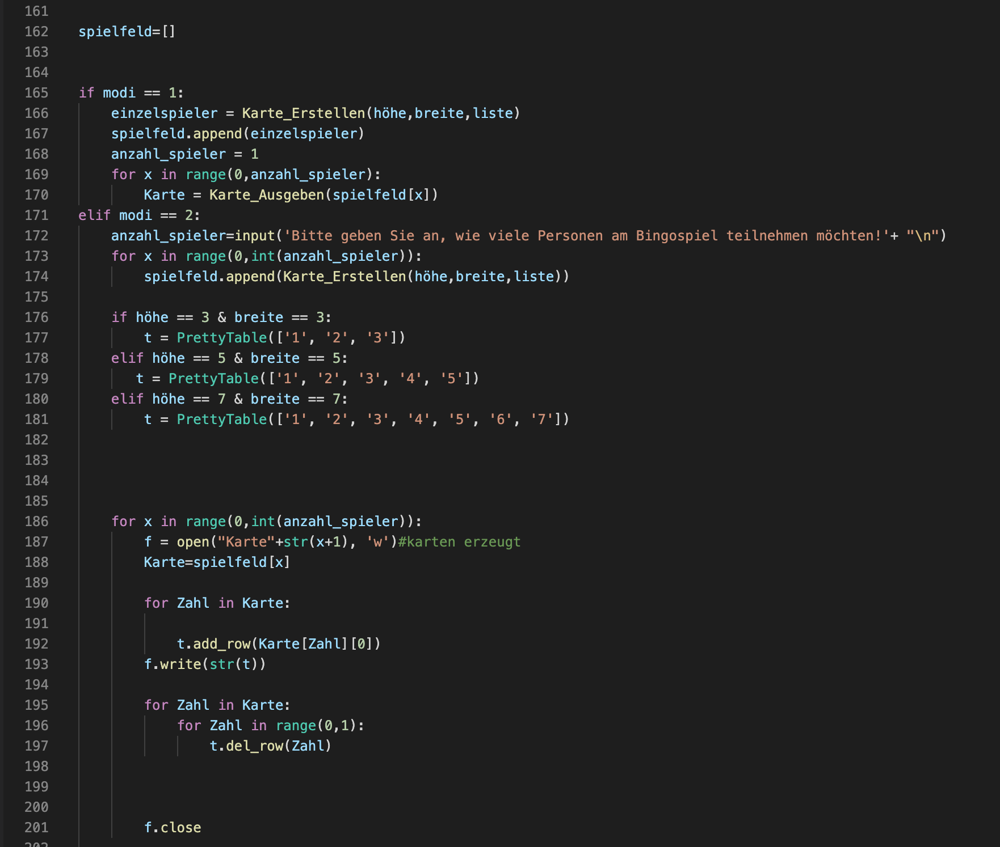 161
162 spielfeld=[]
163
164
165 if modi == 1:
166 einzelspieler = Karte_Erstellen(höhe,breite,liste)
167 spielfeld.append(einzelspieler)
168 anzahl_spieler = 1
169 for x in range(0,anzahl_spieler):
170 Karte = Karte_Ausgeben(spielfeld[x])
171 elif modi == 2:
172 anzahl_spieler=input('Bitte geben Sie an, wie viele Personen am Bingospiel teilnehmen möchten!'+ "\n")
173 for x in range(0,int(anzahl_spieler)):
174 spielfeld.append(Karte_Erstellen(höhe,breite,liste))
175
176 if höhe == 3 & breite == 3:
177 t = PrettyTable(['1', '2', '3'])
178 elif höhe == 5 & breite == 5:
179 t = PrettyTable(['1', '2', '3', '4', '5'])
180 elif höhe == 7 & breite == 7:
181 t = PrettyTable(['1', '2', '3', '4', '5', '6', '7'])
182
183
184
185
186 for x in range(0,int(anzahl_spieler)):
187 f = open("Karte"+str(x+1), 'w')#karten erzeugt
188 Karte=spielfeld[x]
189
190 for Zahl in Karte:
191
192 t.add_row(Karte[Zahl][0])
193 f.write(str(t))
194
195 for Zahl in Karte:
196 for Zahl in range(0,1):
197 t.del_row(Zahl)
198
199
200
201 f.close